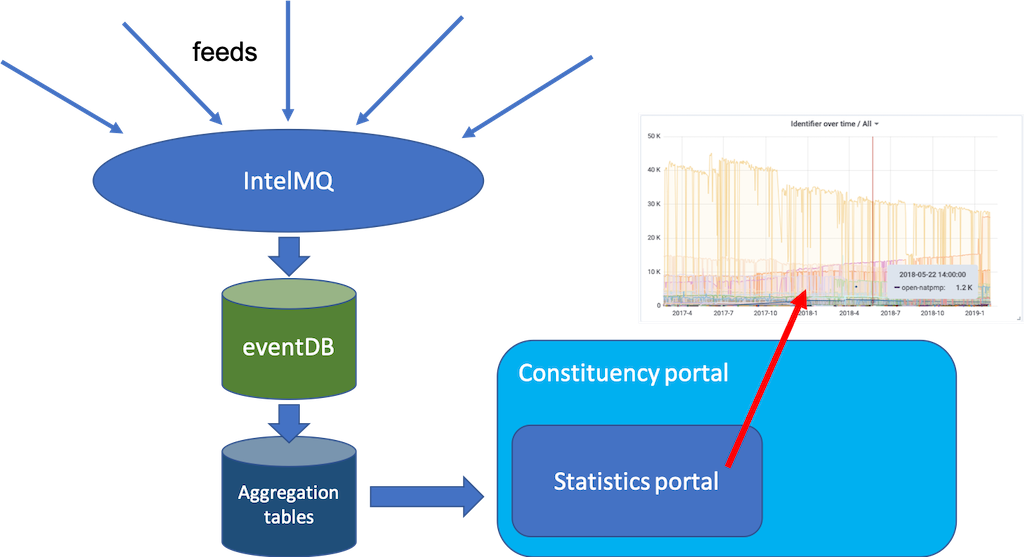 feeds
IntelMQ
eventDB
Aggregation
tables
Constituency portal
Statistics portal
Identifier over time / All
50 K
40 K
30 K
20 K
10 K
0
2017-4 2017-7 2017-10 2018-1 2018-4 2018-7 2018-10 2019-1
2018-05-22 14:00:00
open-natpmp: 1.2 K